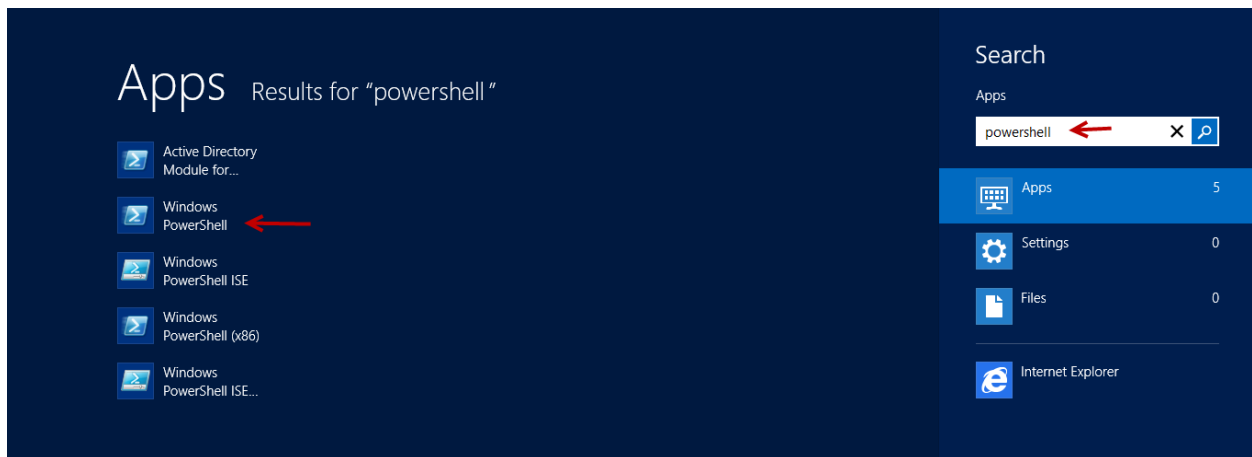 Apps Results for “powershell”
Active Directory
Module for...
Windows
PowerShell
Windows
PowerShell ISE
Windows
PowerShell (x86)
Windows
PowerShell ISE...
Search
Apps
powershell
Apps 5
Settings 0
Files 0
Internet Explorer